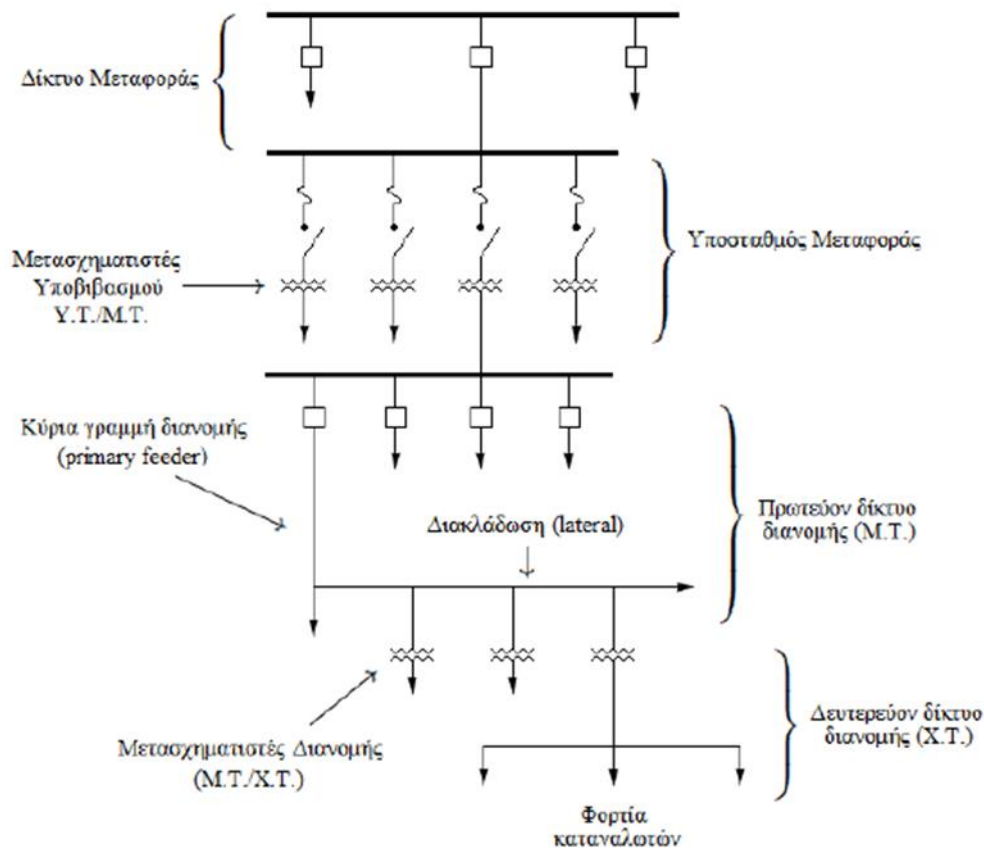 Δίκτυο Μεταφοράς
Υποσταθμός Μεταφοράς
Μετασχηματιστές
Υποβιβασμού
Υ.Τ./Μ.Τ.
Κύρια γραμμή διανομής
(primary feeder)
Διακλάδωση (lateral)
Πρωτεύον δίκτυο
διανομής (Μ.Τ.)
Μετασχηματιστές Διανομής
(Μ.Τ./Χ.Τ.)
Δευτερεύον δίκτυο
διανομής (Χ.Τ.)
Φορτία
καταναλωτών